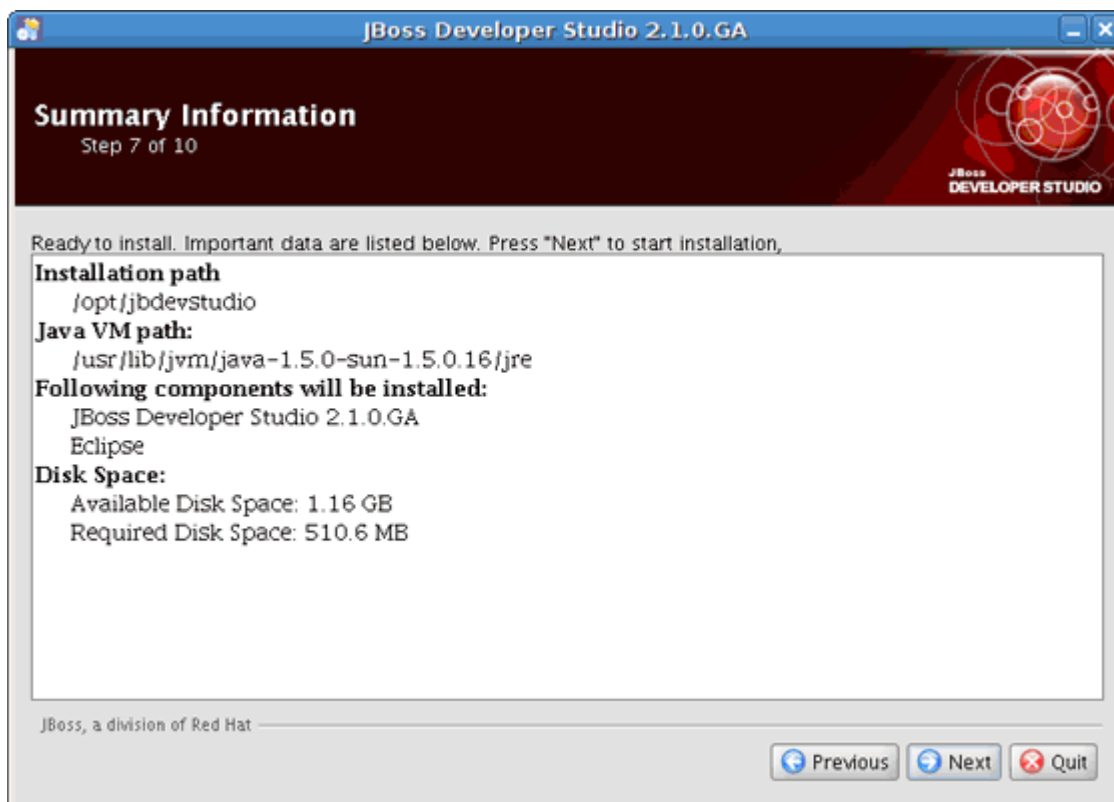 JBoss Developer Studio 2.1.0.GA
Summary Information
Step 7 of 10
JBoss
DEVELOPER STUDIO
Ready to install. Important data are listed below. Press "Next" to start installation,
Installation path
/opt/jbdevstudio
Java VM path:
/usr/lib/jvm/java-1.5.0-sun-1.5.0.16/jre
Following components will be installed:
JBoss Developer Studio 2.1.0.GA
Eclipse
Disk Space:
Available Disk Space: 1.16 GB
Required Disk Space: 510.6 MB
JBoss, a division of Red Hat
Previous Next Quit